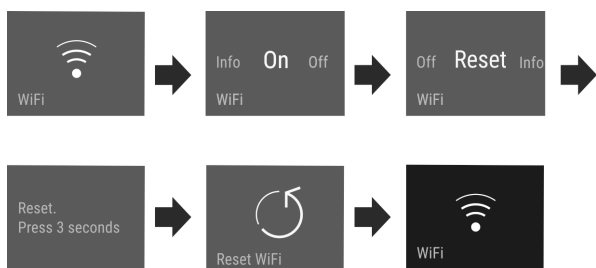 WiFi
Info On Off
WiFi
Off Reset Info
WiFi
Reset.
Press 3 seconds
Reset WiFi
WiFi